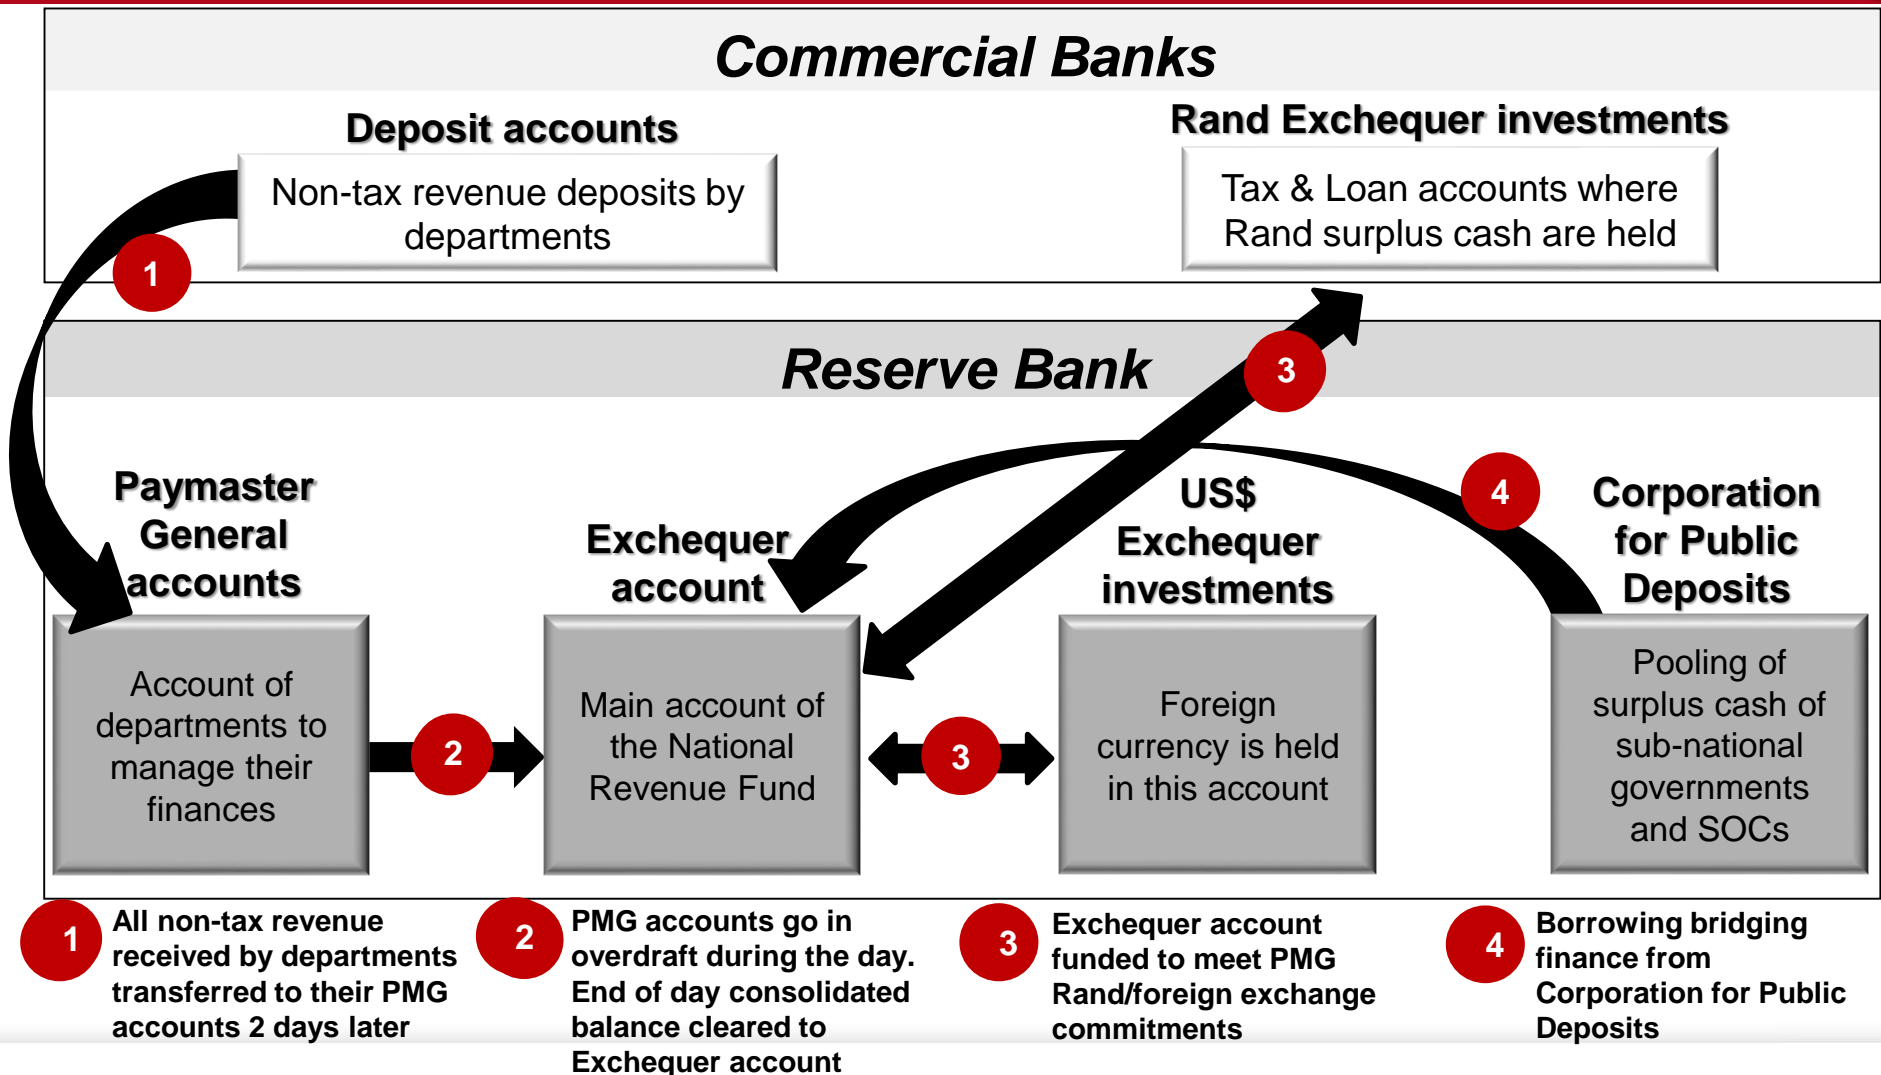 Commercial Banks
Deposit accounts
Non-tax revenue deposits by
departments
Rand Exchequer investments
Tax & Loan accounts where
Rand surplus cash are held
1
Reserve Bank
3
Paymaster
General
accounts
Account of
departments to
manage their
finances
2
Exchequer
account
Main account of
the National
Revenue Fund
3
US$
Exchequer
investments
Foreign
currency is held
in this account
4
Corporation
for Public
Deposits
Pooling of
surplus cash of
sub-national
governments
and SOCs
1
All non-tax revenue
received by departments
transferred to their PMG
accounts 2 days later
2
PMG accounts go in
overdraft during the day.
End of day consolidated
balance cleared to
Exchequer account
3
Exchequer account
funded to meet PMG
Rand/foreign exchange
commitments
4
Borrowing bridging
finance from
Corporation for Public
Deposits